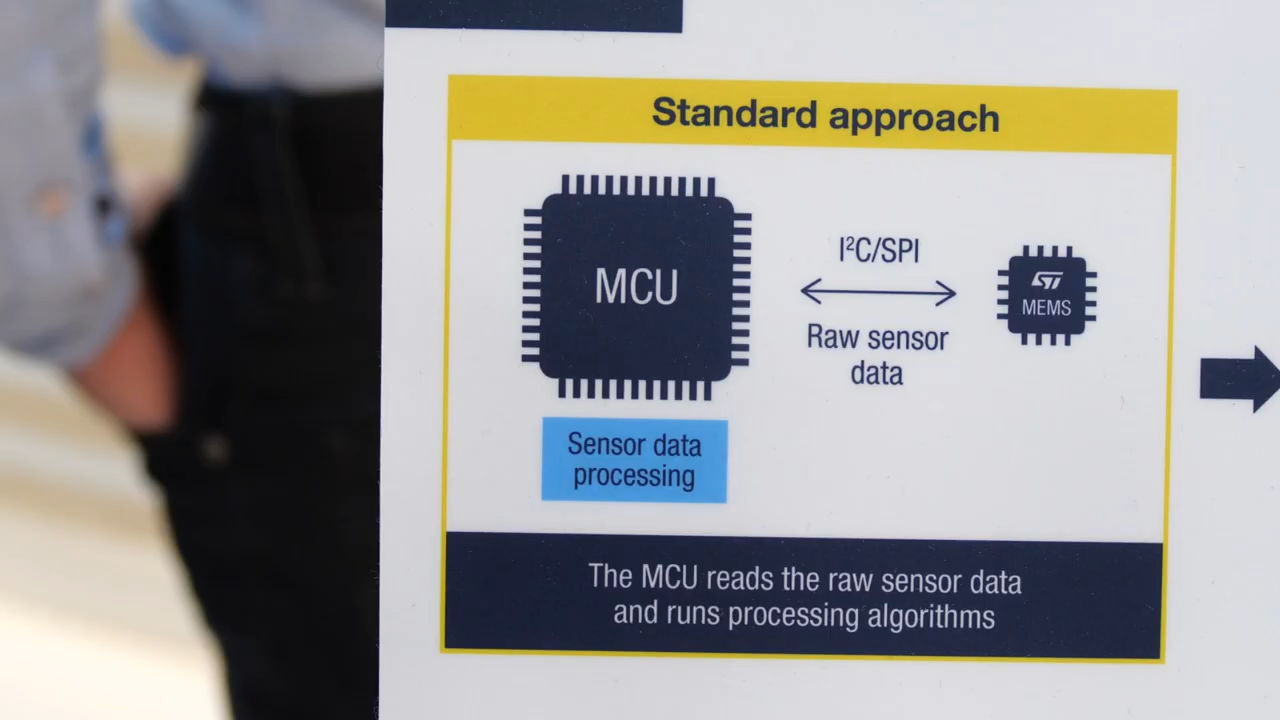 Standard approach
MCU
I²C/SPI
Raw sensor
data
ST
MEMS
Sensor data
processing
The MCU reads the raw sensor data
and runs processing algorithms